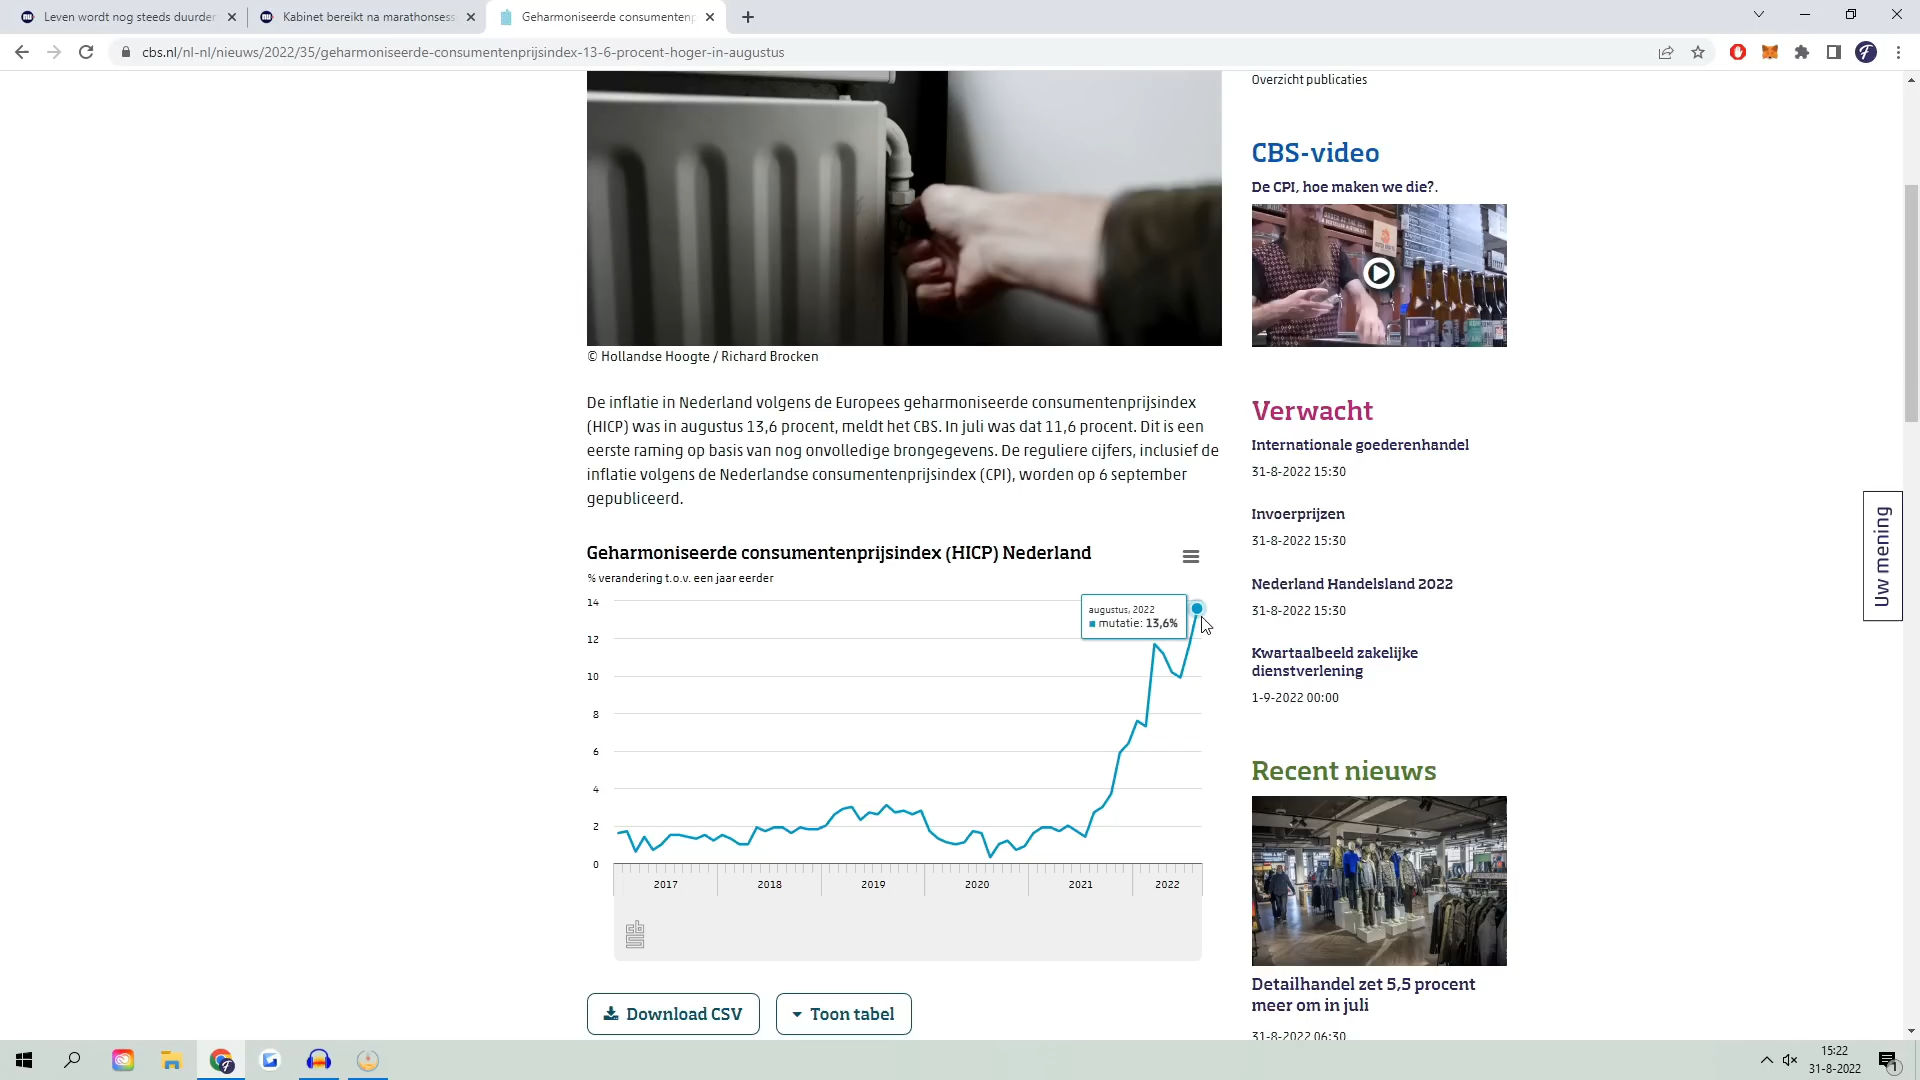 Leven wordt nog steeds duurder
Kabinet bereikt na marathonsess
Geharmoniseerde consumentenp
cbs.nl/nl-nl/nieuws/2022/35/geharmoniseerde-consumentenprijsindex-13-6-procent-hoger-in-augustus
Overzicht publicaties
CBS-video
De CPI, hoe maken we die?.
© Hollandse Hoogte / Richard Brocken
De inflatie in Nederland volgens de Europees geharmoniseerde consumentenprijsindex
(HICP) was in augustus 13,6 procent, meldt het CBS. In juli was dat 11,6 procent. Dit is een
eerste raming op basis van nog onvolledige brongegevens. De reguliere cijfers, inclusief de
inflatie volgens de Nederlandse consumentenprijsindex (CPI), worden op 6 september
gepubliceerd.
Verwacht
Internationale goederenhandel
31-8-2022 15:30
Invoerprijzen
31-8-2022 15:30
Nederland Handelsland 2022
31-8-2022 15:30
Kwartaalbeeld zakelijke
dienstverlening
1-9-2022 00:00
Uw mening
Geharmoniseerde consumentenprijsindex (HICP) Nederland
% verandering t.o.v. een jaar eerder
14
12
10
8
6
4
2
0
augustus, 2022
mutatie: 13,6%
2017 2018 2019 2020 2021 2022
cbs
Download CSV
Toon tabel
Recent nieuws
Detailhandel zet 5,5 procent
meer om in juli
31-8-2022 06:30
15:22
31-8-2022
1